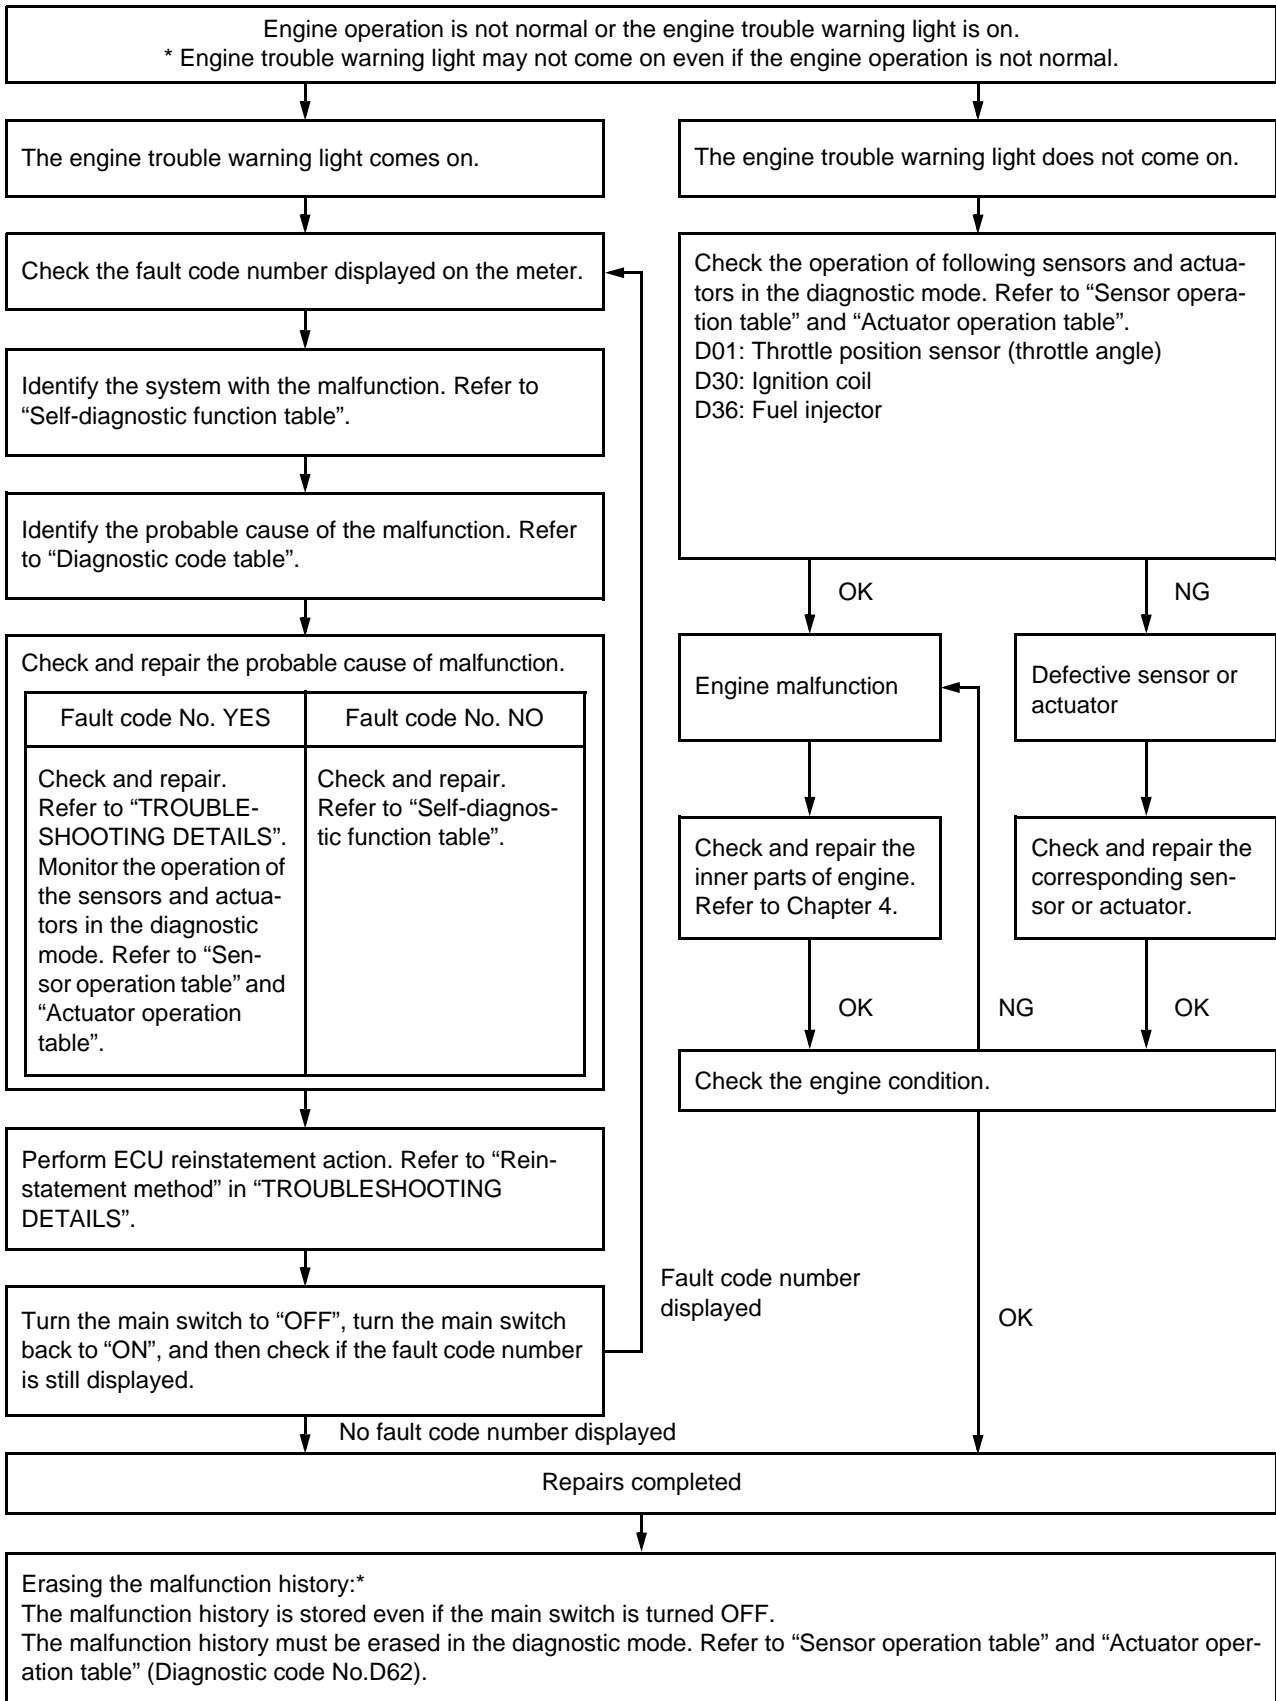 Engine operation is not normal or the engine trouble warning light is on.
* Engine trouble warning light may not come on even if the engine operation is not normal.
The engine trouble warning light comes on.
Check the fault code number displayed on the meter.
Identify the system with the malfunction. Refer to
“Self-diagnostic function table”.
Identify the probable cause of the malfunction. Refer
to “Diagnostic code table”.
Check and repair the probable cause of malfunction.
Fault code No. YES
Check and repair.
Refer to “TROUBLE-
SHOOTING DETAILS”.
Monitor the operation of
the sensors and actua-
tors in the diagnostic
mode. Refer to “Sen-
sor operation table” and
“Actuator operation
table”.
Fault code No. NO
Check and repair.
Refer to “Self-diagnos-
tic function table”.
Perform ECU reinstatement action. Refer to “Rein-
statement method” in “TROUBLESHOOTING
DETAILS”.
Turn the main switch to “OFF”, turn the main switch
back to “ON”, and then check if the fault code number
is still displayed.
Fault code number
displayed
No fault code number displayed
The engine trouble warning light does not come on.
Check the operation of following sensors and actua-
tors in the diagnostic mode. Refer to “Sensor opera-
tion table” and “Actuator operation table”.
D01: Throttle position sensor (throttle angle)
D30: Ignition coil
D36: Fuel injector
OK
NG
Engine malfunction
Defective sensor or
actuator
Check and repair the
inner parts of engine.
Refer to Chapter 4.
Check and repair the
corresponding sen-
sor or actuator.
OK
NG
OK
Check the engine condition.
OK
Repairs completed
Erasing the malfunction history:*
The malfunction history is stored even if the main switch is turned OFF.
The malfunction history must be erased in the diagnostic mode. Refer to “Sensor operation table” and “Actuator oper-
ation table” (Diagnostic code No.D62).